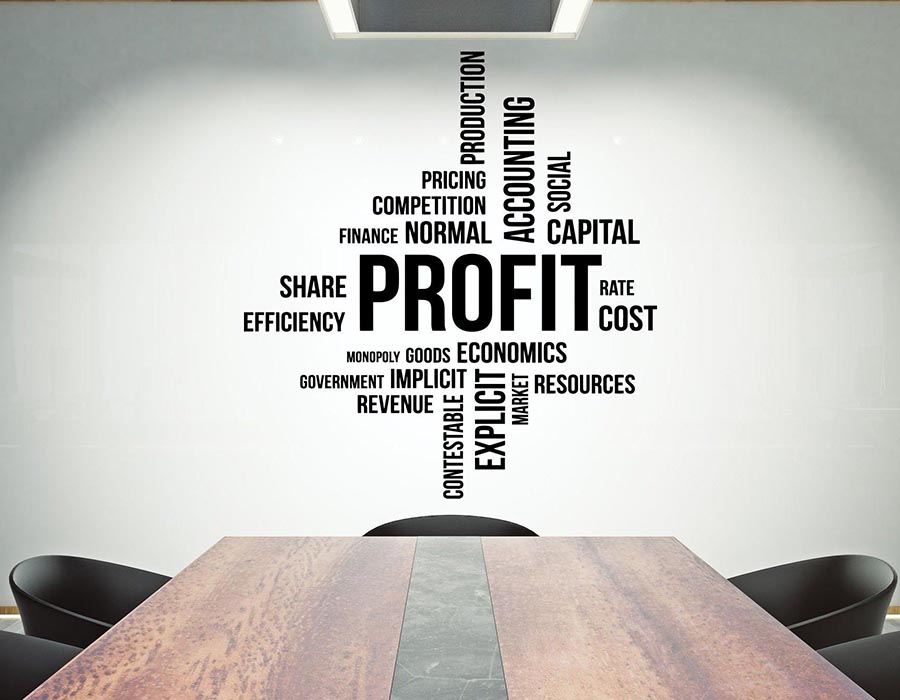 PRODUCTION
ACCOUNTING
SOCIAL
PRICING
COMPETITION
FINANCE NORMAL CAPITAL
SHARE PROFIT RATE
EFFICIENCY COST
MONOPOLY GOODS ECONOMICS
GOVERNMENT IMPLICIT EXPLICIT MARKET RESOURCES
REVENUE
CONTESTABLE